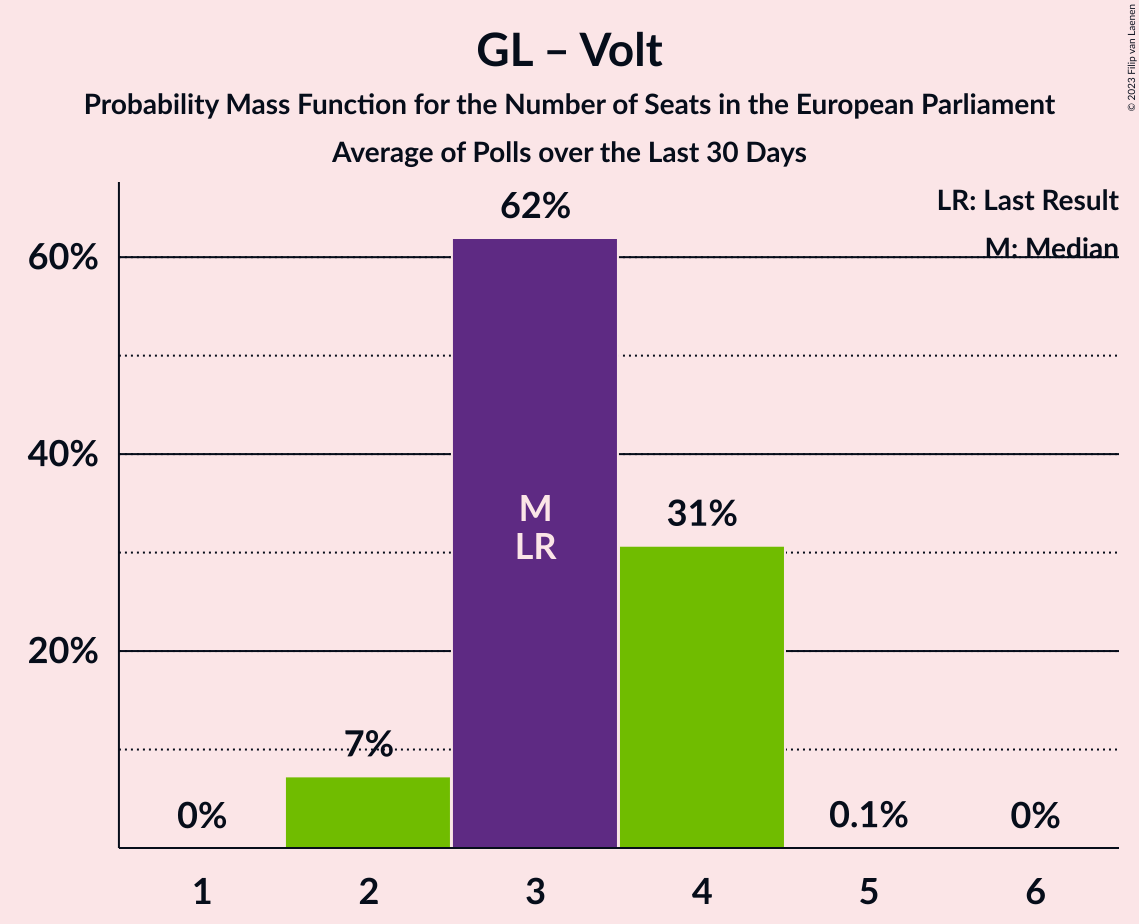 GL – Volt
Probability Mass Function for the Number of Seats in the European Parliament
Average of Polls over the Last 30 Days
© 2023 Filip van Laenen
LR: Last Result
M: Median
60%
40%
20%
0%
7%
62%
M
LR
31%
0.1%
0%
1 2 3 4 5 6